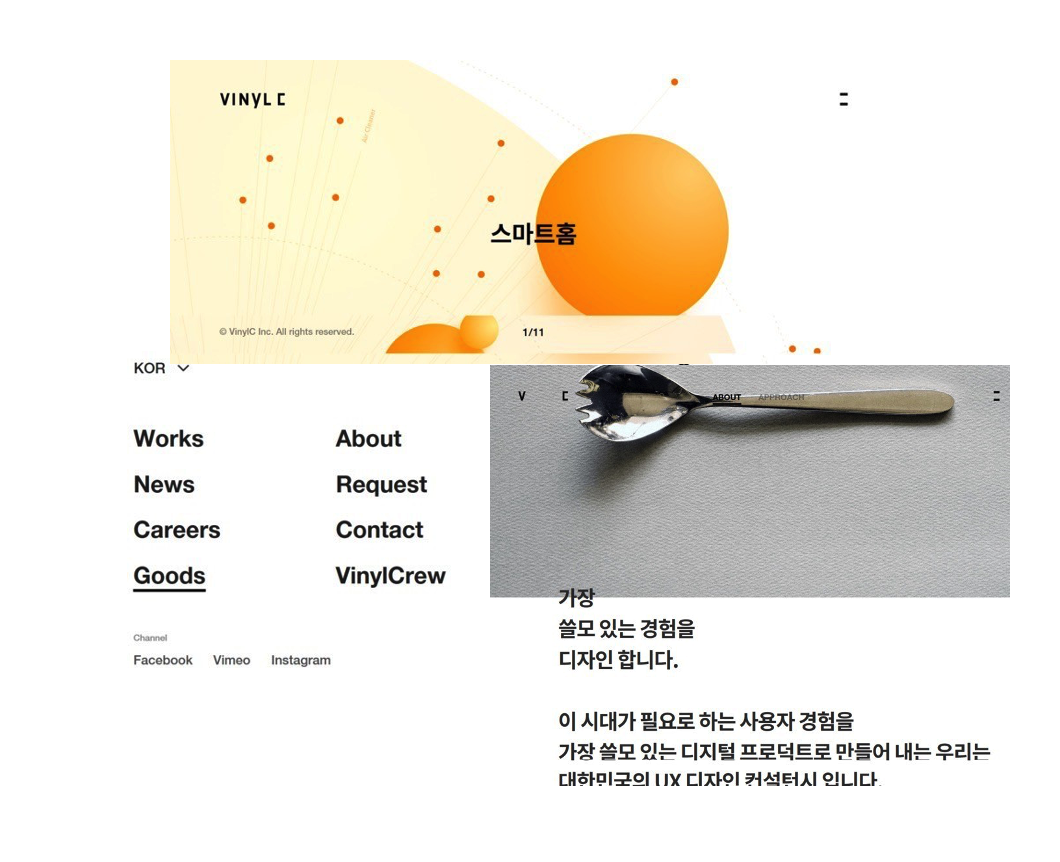 VINYL C
Air Cleaner
스마트홈
© VinylC Inc. All rights reserved.
1/11
KOR
Works
About
News
Request
Careers
Contact
Goods
VinylCrew
Channel
Facebook Vimeo Instagram
V C ABOUT APPROACH
가장
쓸모 있는 경험을
디자인 합니다.
이 시대가 필요로 하는 사용자 경험을
가장 쓸모 있는 디지털 프로덕트로 만들어 내는 우리는
대한민국의 UX 디자인 컨설턴시 입니다.